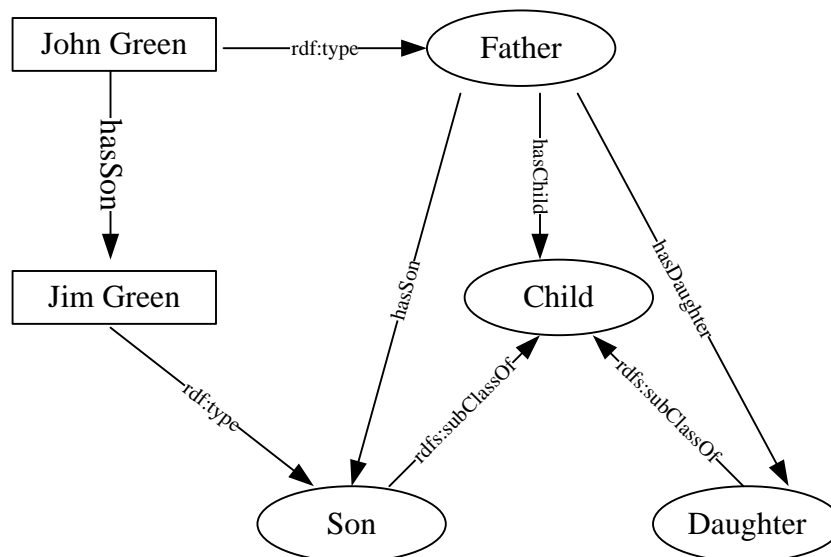 John Green
rdf:type
Father
hasSon
hasChild
hasDaughter
hasSon
Jim Green
Child
rdf:type
rdfs:subClassOf
rdfs:subClassOf
Son
Daughter